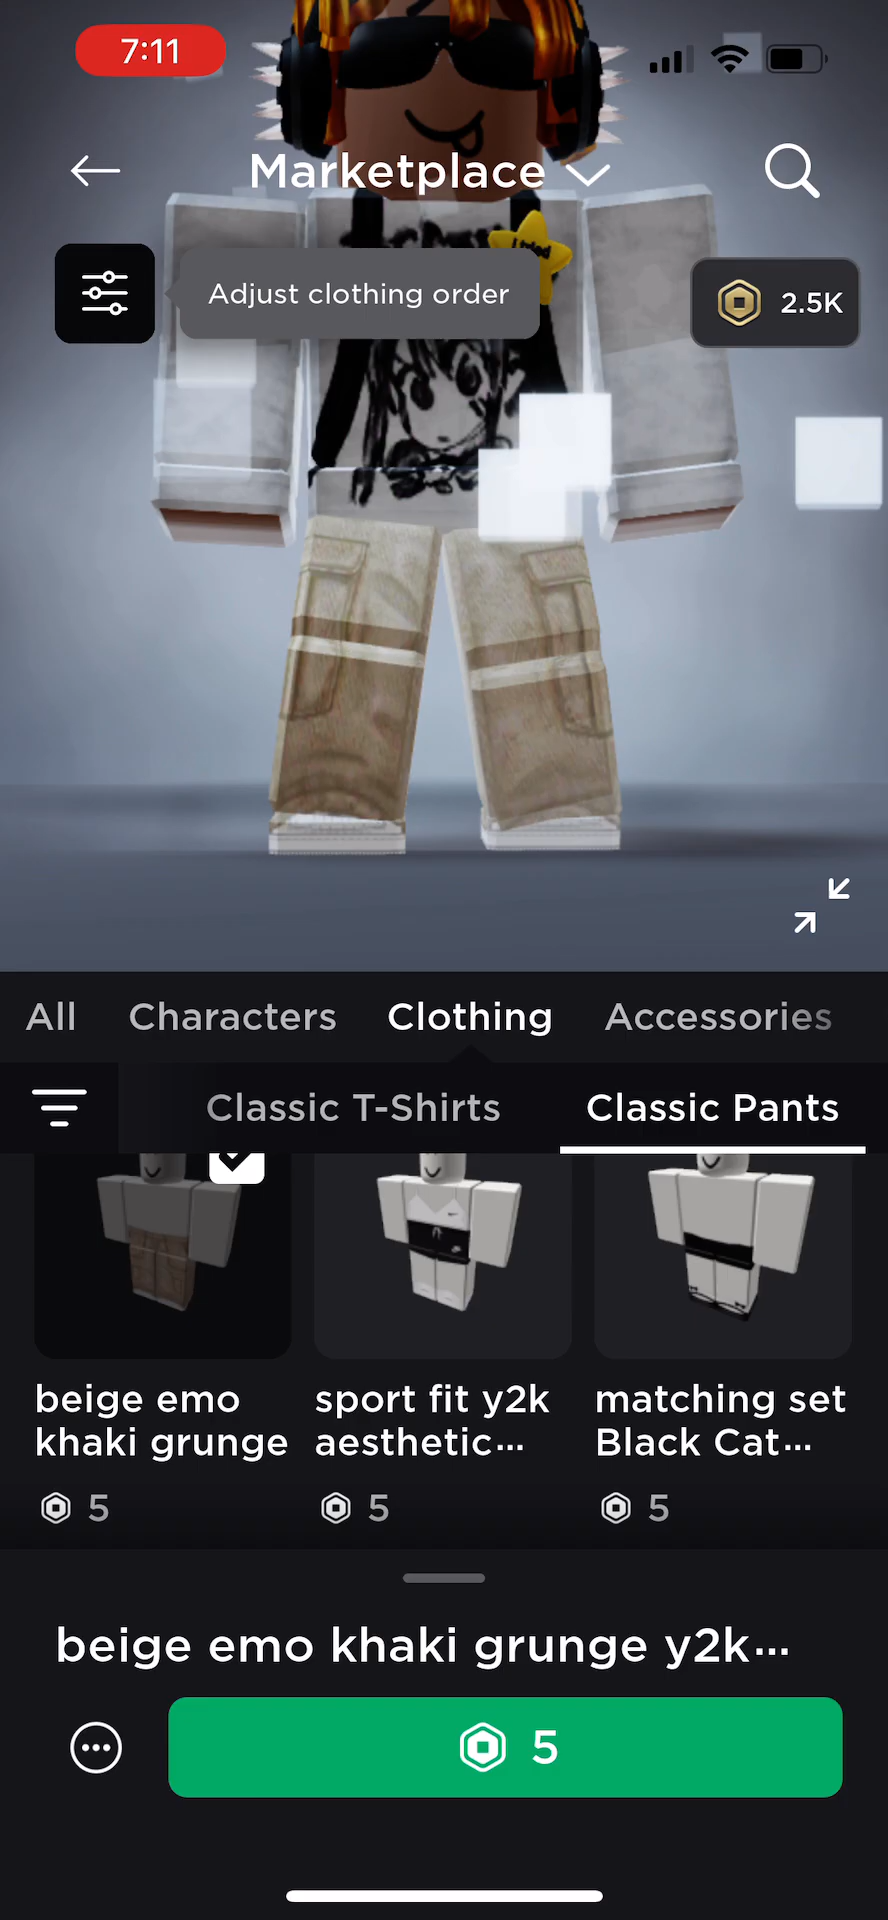 7:11
Marketplace
Adjust clothing order
2.5K
All Characters Clothing Accessories
Classic T-Shirts Classic Pants
beige emo
khaki grunge
5
sport fit y2k
aesthetic...
5
matching set
Black Cat...
5
beige emo khaki grunge y2k...
5